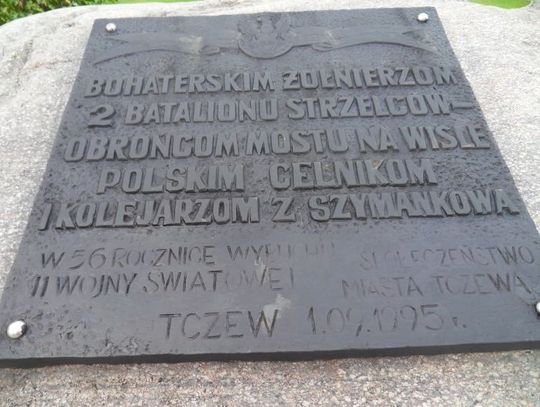 BOHATERSKIM ŻOŁNIERZOM
2 BATALIONU STRZELCÓW –
OBROŃCOM MOSTU NA WIŚLE
POLSKIM CELNIKOM
I KOLEJARZOM Z SZYMANKOWA
W 56 ROCZNICĘ WYBUCHU
II WOJNY ŚWIATOWEJ
SPOŁECZEŃSTWO
MIASTA TCZEWA
TCZEW 1.09.1995 r.